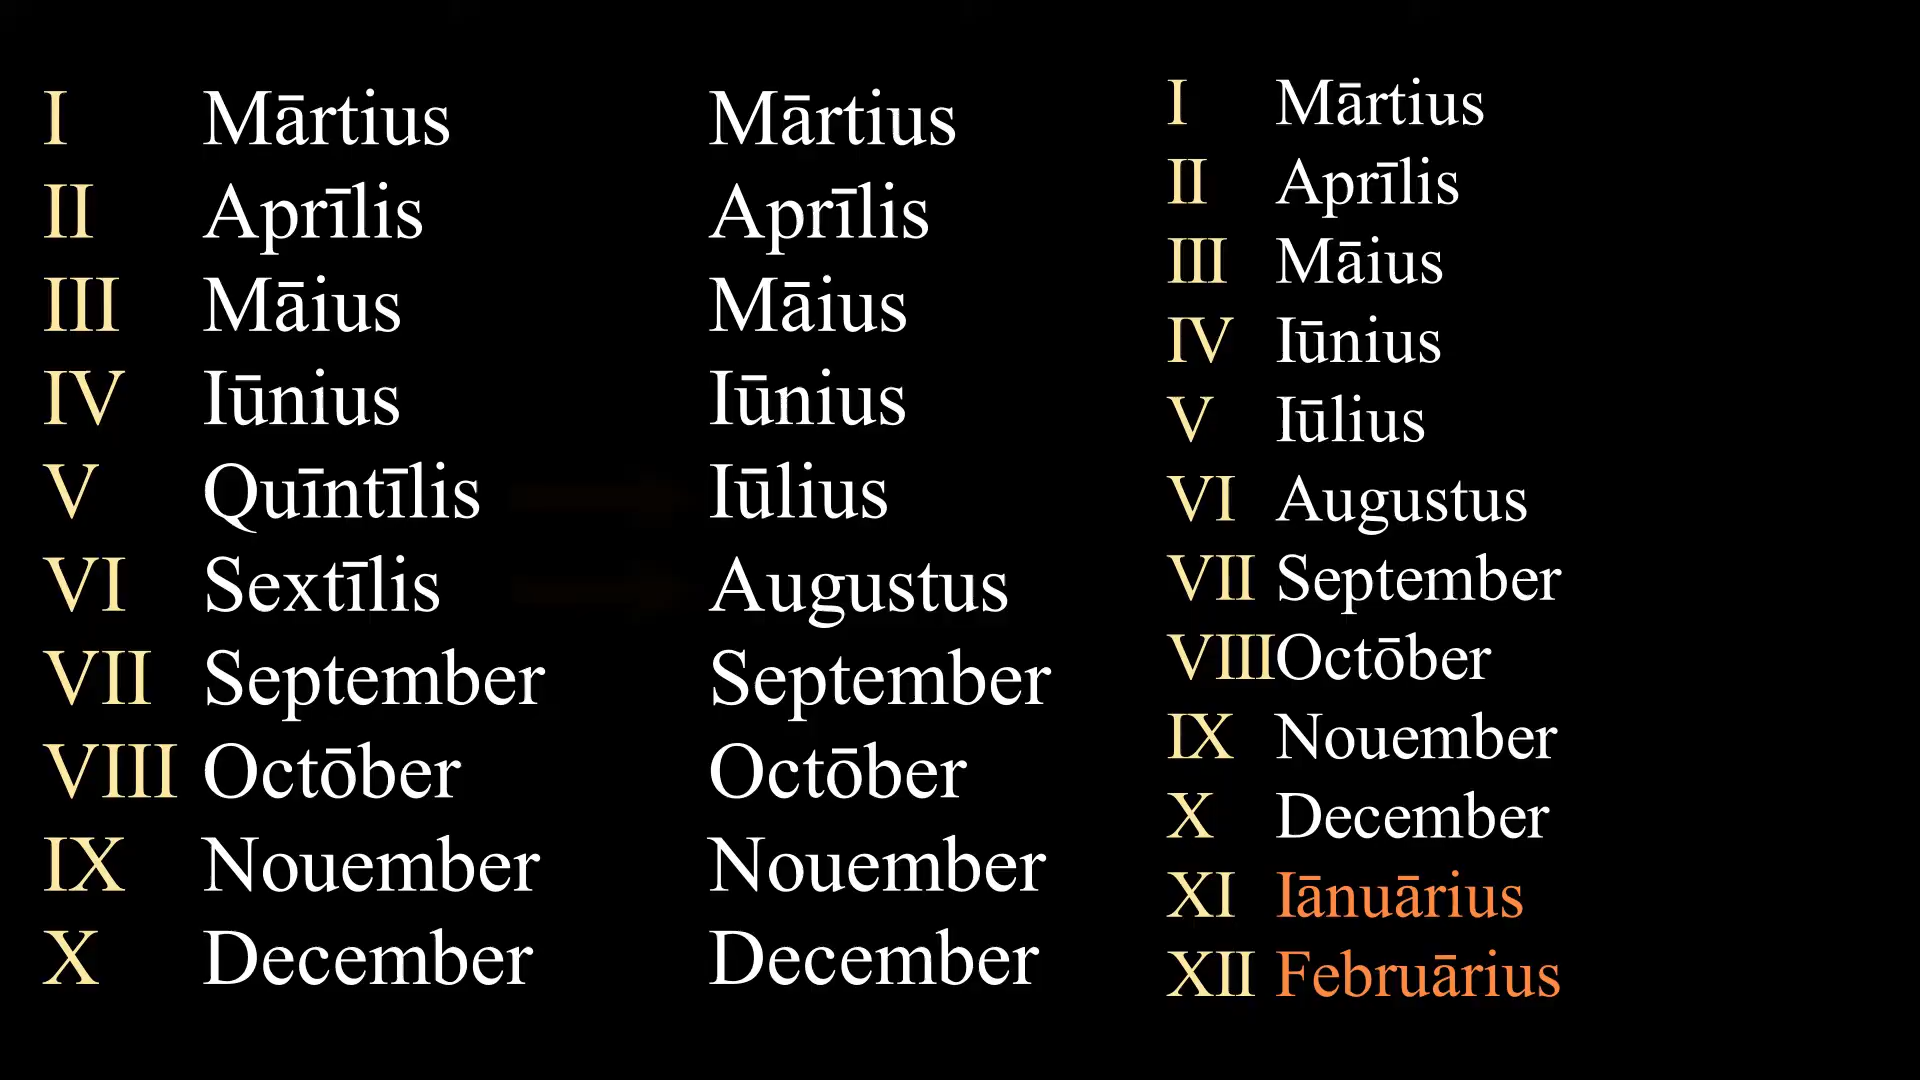 I Mārtius
II Aprīlis
III Māius
IV Iūnius
V Quīntīlis
VI Sextīlis
VII September
VIII Octōber
IX Nouember
X December
Mārtius
Aprīlis
Māius
Iūnius
Iūlius
Augustus
September
Octōber
Nouember
December
I Mārtius
II Aprīlis
III Māius
IV Iūnius
V Iūlius
VI Augustus
VII September
VIII Octōber
IX Nouember
X December
XI Iānuārius
XII Februārius